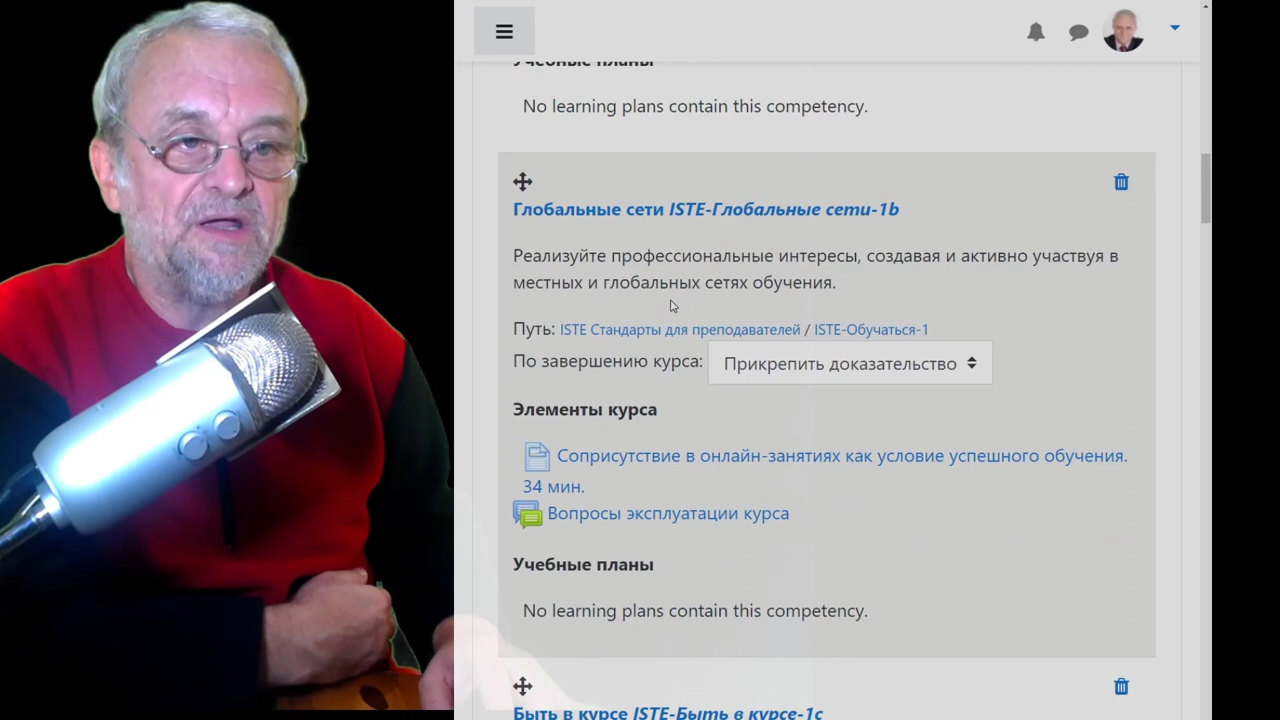 Учебные планы
No learning plans contain this competency.
Глобальные сети ISTE-Глобальные сети-1b
Реализуйте профессиональные интересы, создавая и активно участвуя в
местных и глобальных сетях обучения.
Путь: ISTE Стандарты для преподавателей / ISTE-Обучаться-1
По завершению курса: Прикрепить доказательство
Элементы курса
Соприсутствие в онлайн-занятиях как условие успешного обучения.
34 мин.
Вопросы эксплуатации курса
Учебные планы
No learning plans contain this competency.
Быть в курсе ISTE-Быть в курсе-1c